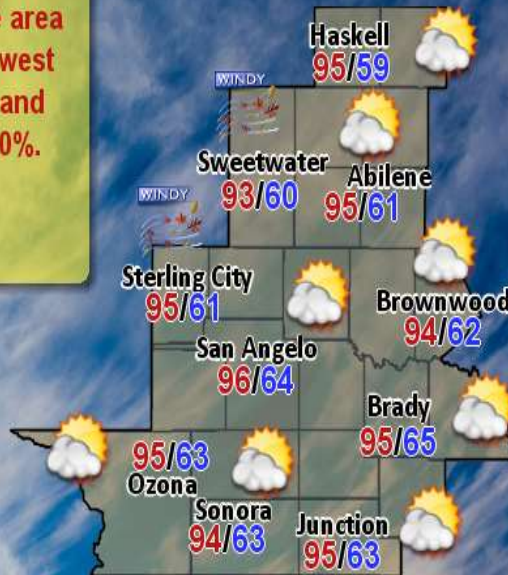 area
west
and
0%.
Haskell
95/59
WINDY
Sweetwater
93/60
Abilene
95/61
WINDY
Sterling City
95/61
Brownwood
94/62
San Angelo
96/64
Brady
95/65
95/63
Ozona
Sonora
94/63
Junction
95/63